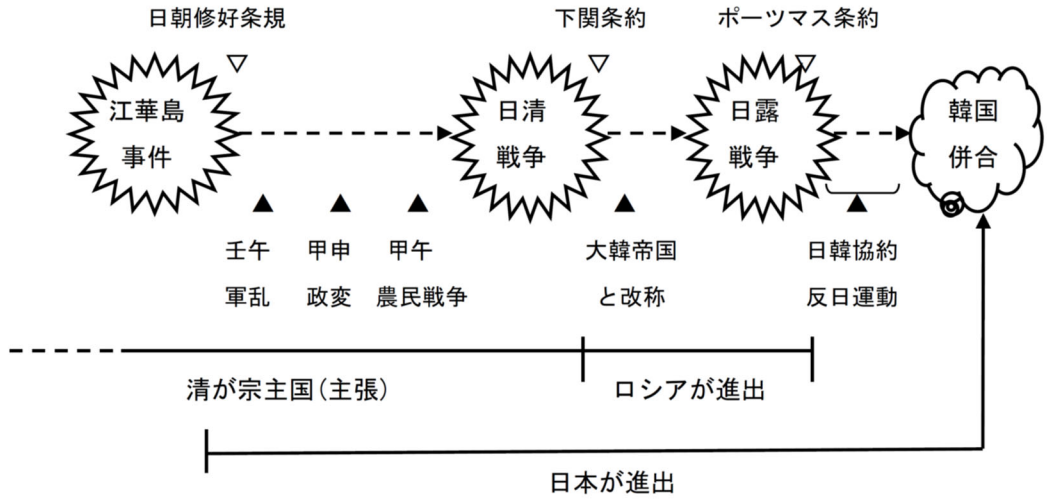 日朝修好条規
下関条約
ポーツマス条約
江華島
事件
日清
戦争
日露
戦争
韓国
併合
壬午
軍乱
甲申
政変
甲午
農民戦争
大韓帝国
と改称
日韓協約
反日運動
清が宗主国(主張)
ロシアが進出
日本が進出